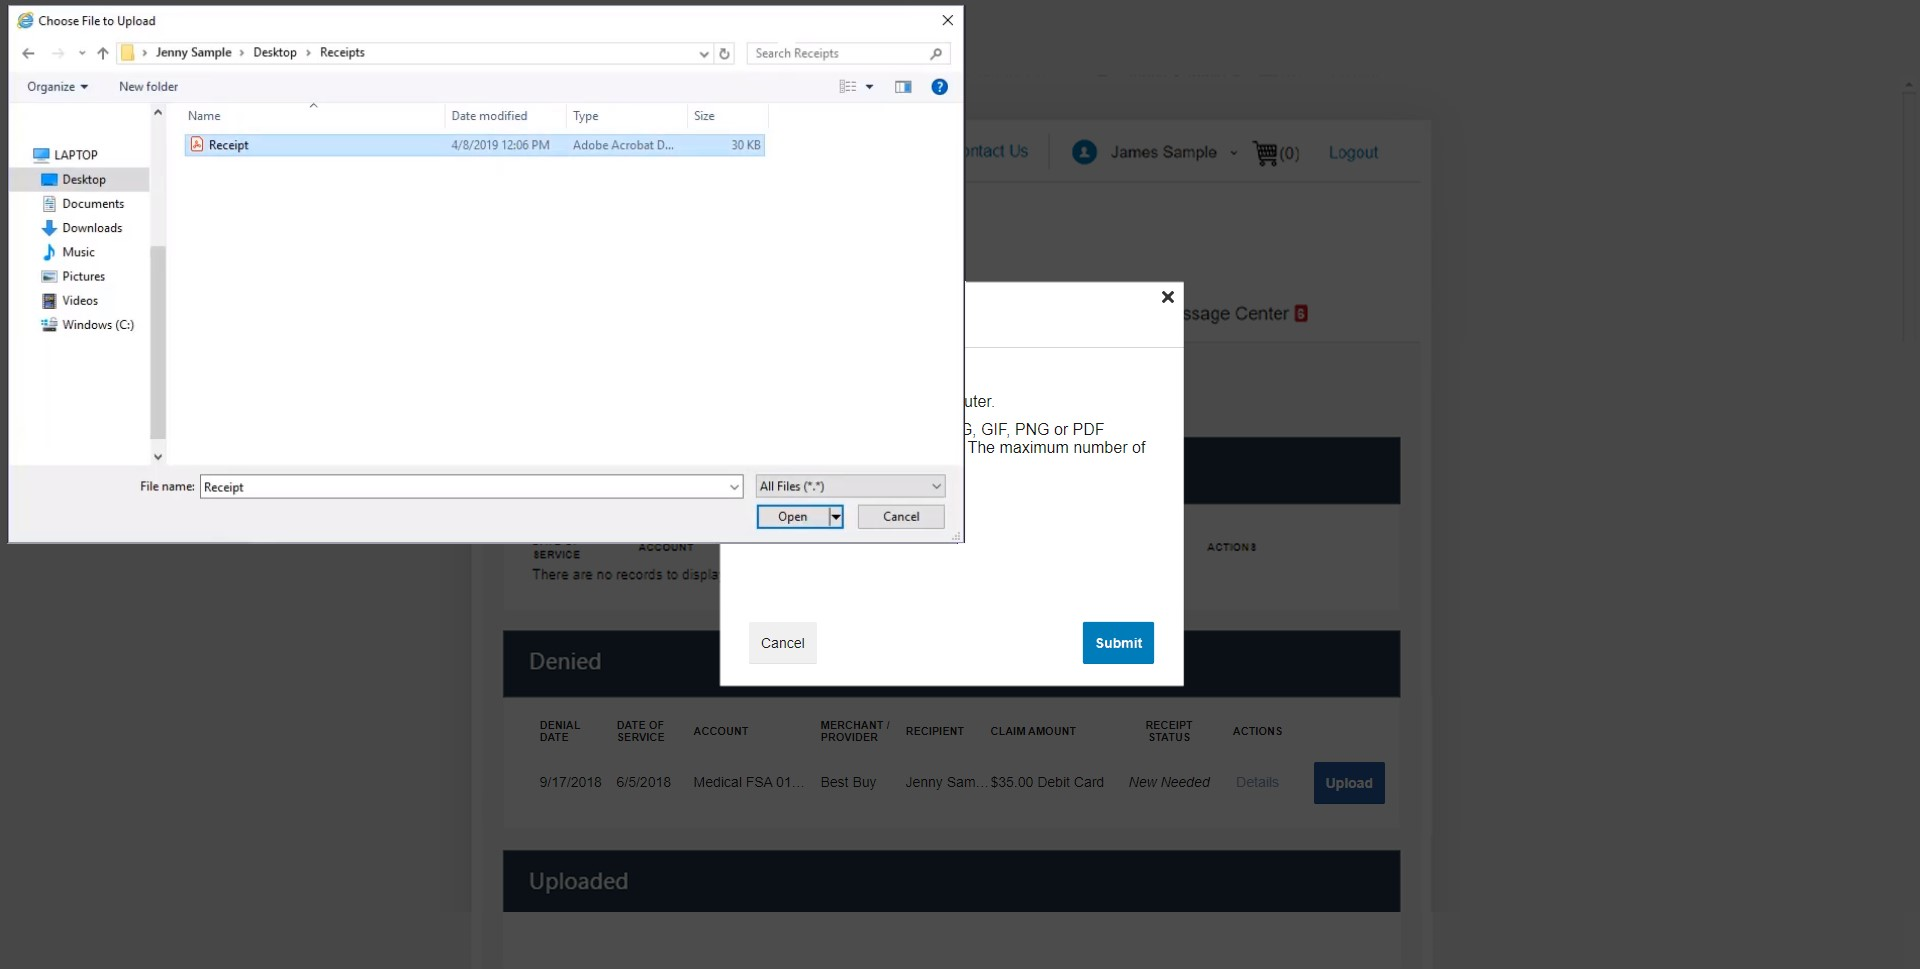 Choose File to Upload
Jenny Sample > Desktop > Receipts
Search Receipts
Organize
New folder
Name
Date modified
Type
Size
Receipt
4/8/2019 12:06 PM
Adobe Acrobat D...
30 KB
LAPTOP
Desktop
Documents
Downloads
Music
Pictures
Videos
Windows (C:)
File name:
Receipt
All Files (*.*)
Open
Cancel
ntact Us
James Sample
(0)
Logout
ssage Center 6
uter.
G, GIF, PNG or PDF
The maximum number of
SERVICE
ACCOUNT
ACTIONS
There are no records to displa
Cancel
Submit
Denied
DENIAL DATE
DATE OF SERVICE
ACCOUNT
MERCHANT / PROVIDER
RECIPIENT
CLAIM AMOUNT
RECEIPT STATUS
ACTIONS
9/17/2018
6/5/2018
Medical FSA 01...
Best Buy
Jenny Sam...
$35.00 Debit Card
New Needed
Details
Upload
Uploaded